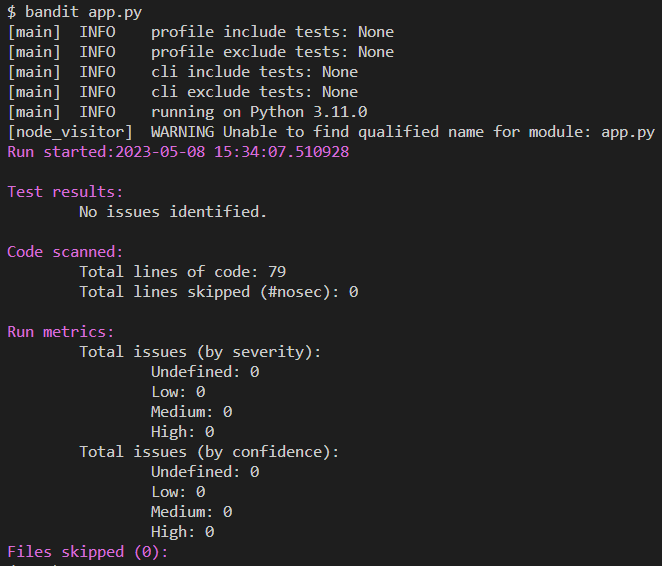 $ bandit app.py
[main]  INFO    profile include tests: None
[main]  INFO    profile exclude tests: None
[main]  INFO    cli include tests: None
[main]  INFO    cli exclude tests: None
[main]  INFO    running on Python 3.11.0
[node_visitor]  WARNING Unable to find qualified name for module: app.py
Run started:2023-05-08 15:34:07.510928

Test results:
        No issues identified.

Code scanned:
        Total lines of code: 79
        Total lines skipped (#nosec): 0

Run metrics:
        Total issues (by severity):
                Undefined: 0
                Low: 0
                Medium: 0
                High: 0
        Total issues (by confidence):
                Undefined: 0
                Low: 0
                Medium: 0
                High: 0
Files skipped (0):